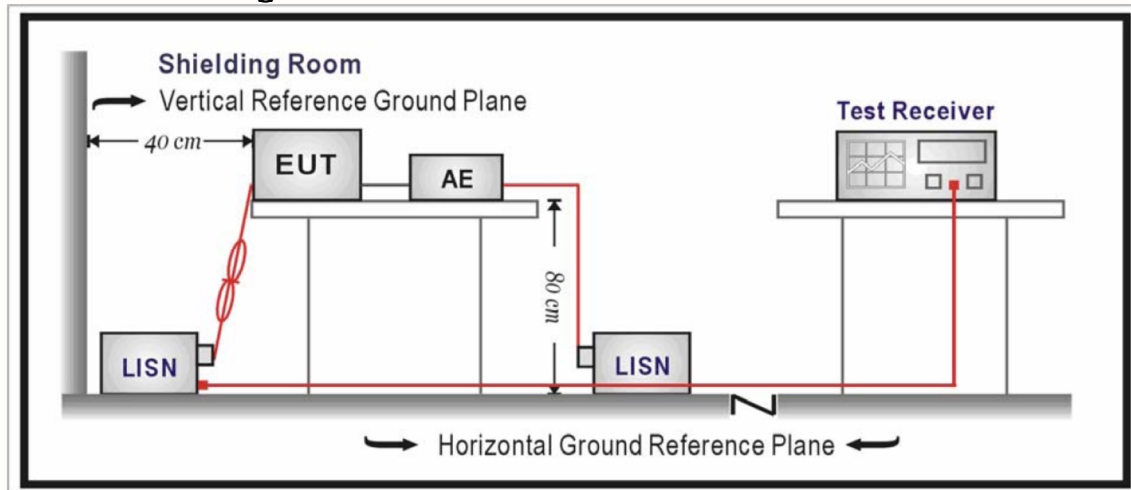 Shielding Room
Vertical Reference Ground Plane
Test Receiver
40 cm
EUT
AE
80 cm
LISN
LISN
Horizontal Ground Reference Plane